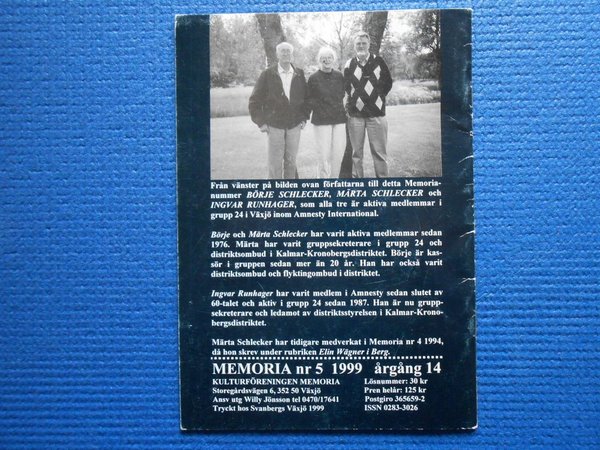 Från vänster på bilden ovan författarna till detta Memoria-
nummer BÖRJE SCHLECKER, MÄRTA SCHLECKER och
INGVAR RUNHAGER, som alla tre är aktiva medlemmar i
grupp 24 i Växjö inom Amnesty International.
Börje och Märta Schlecker har varit aktiva medlemmar sedan
1976. Märta har varit gruppsekreterare i grupp 24 och
distriktsombud i Kalmar-Kronobergsdistriktet. Börje är kas-
sör i gruppen sedan mer än 20 år. Han har också varit
distriktsombud och flyktingombud i distriktet.
Ingvar Runhager har varit medlem i Amnesty sedan slutet av
60-talet och aktiv i grupp 24 sedan 1987. Han är nu grupp-
sekreterare och ledamot av distriktsstyrelsen i Kalmar-Krono-
bergsdistriktet.
Märta Schlecker har tidigare medverkat i Memoria nr 4 1994,
då hon skrev under rubriken Elin Wägner i Berg.
MEMORIA nr 5 1999 årgång 14
KULTURFÖRENINGEN MEMORIA Lösnummer: 30 kr
Storegårdsvägen 6, 352 50 Växjö Pren helår: 125 kr
Ansv utg Willy Jönsson tel 0470/17641 Postgiro 365659-2
Tryckt hos Svanbergs Växjö 1999 ISSN 0283-3026